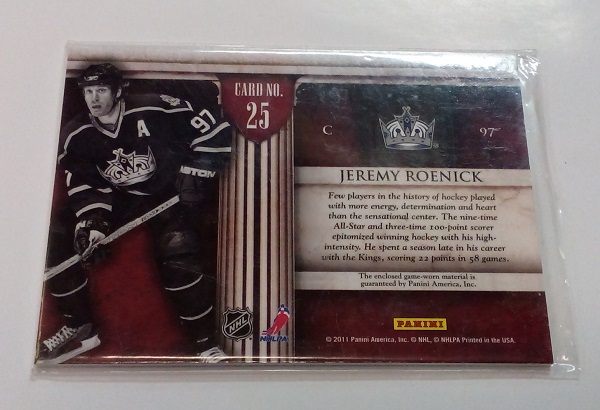 CARD NO.
25
C
97
JEREMY ROENICK
Few players in the history of hockey played
with more energy, determination and heart
than the sensational center. The nine-time
All-Star and three-time 100-point scorer
epitomized winning hockey with his high-
intensity. He spent a season late in his career
with the Kings, scoring 22 points in 58 games.
The enclosed game-worn material is
guaranteed by Panini America, Inc.
PANINI
© 2011 Panini America, Inc. © NHL, © NHLPA Printed in the USA.
A
97
NHL
NHLPA